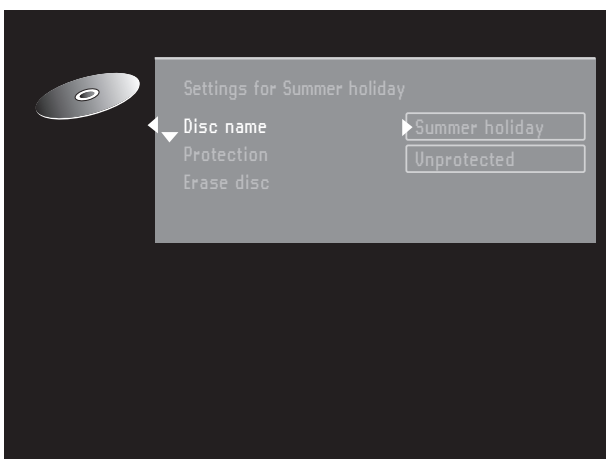 Settings for Summer holiday
Disc name Summer holiday
Protection Unprotected
Erase disc